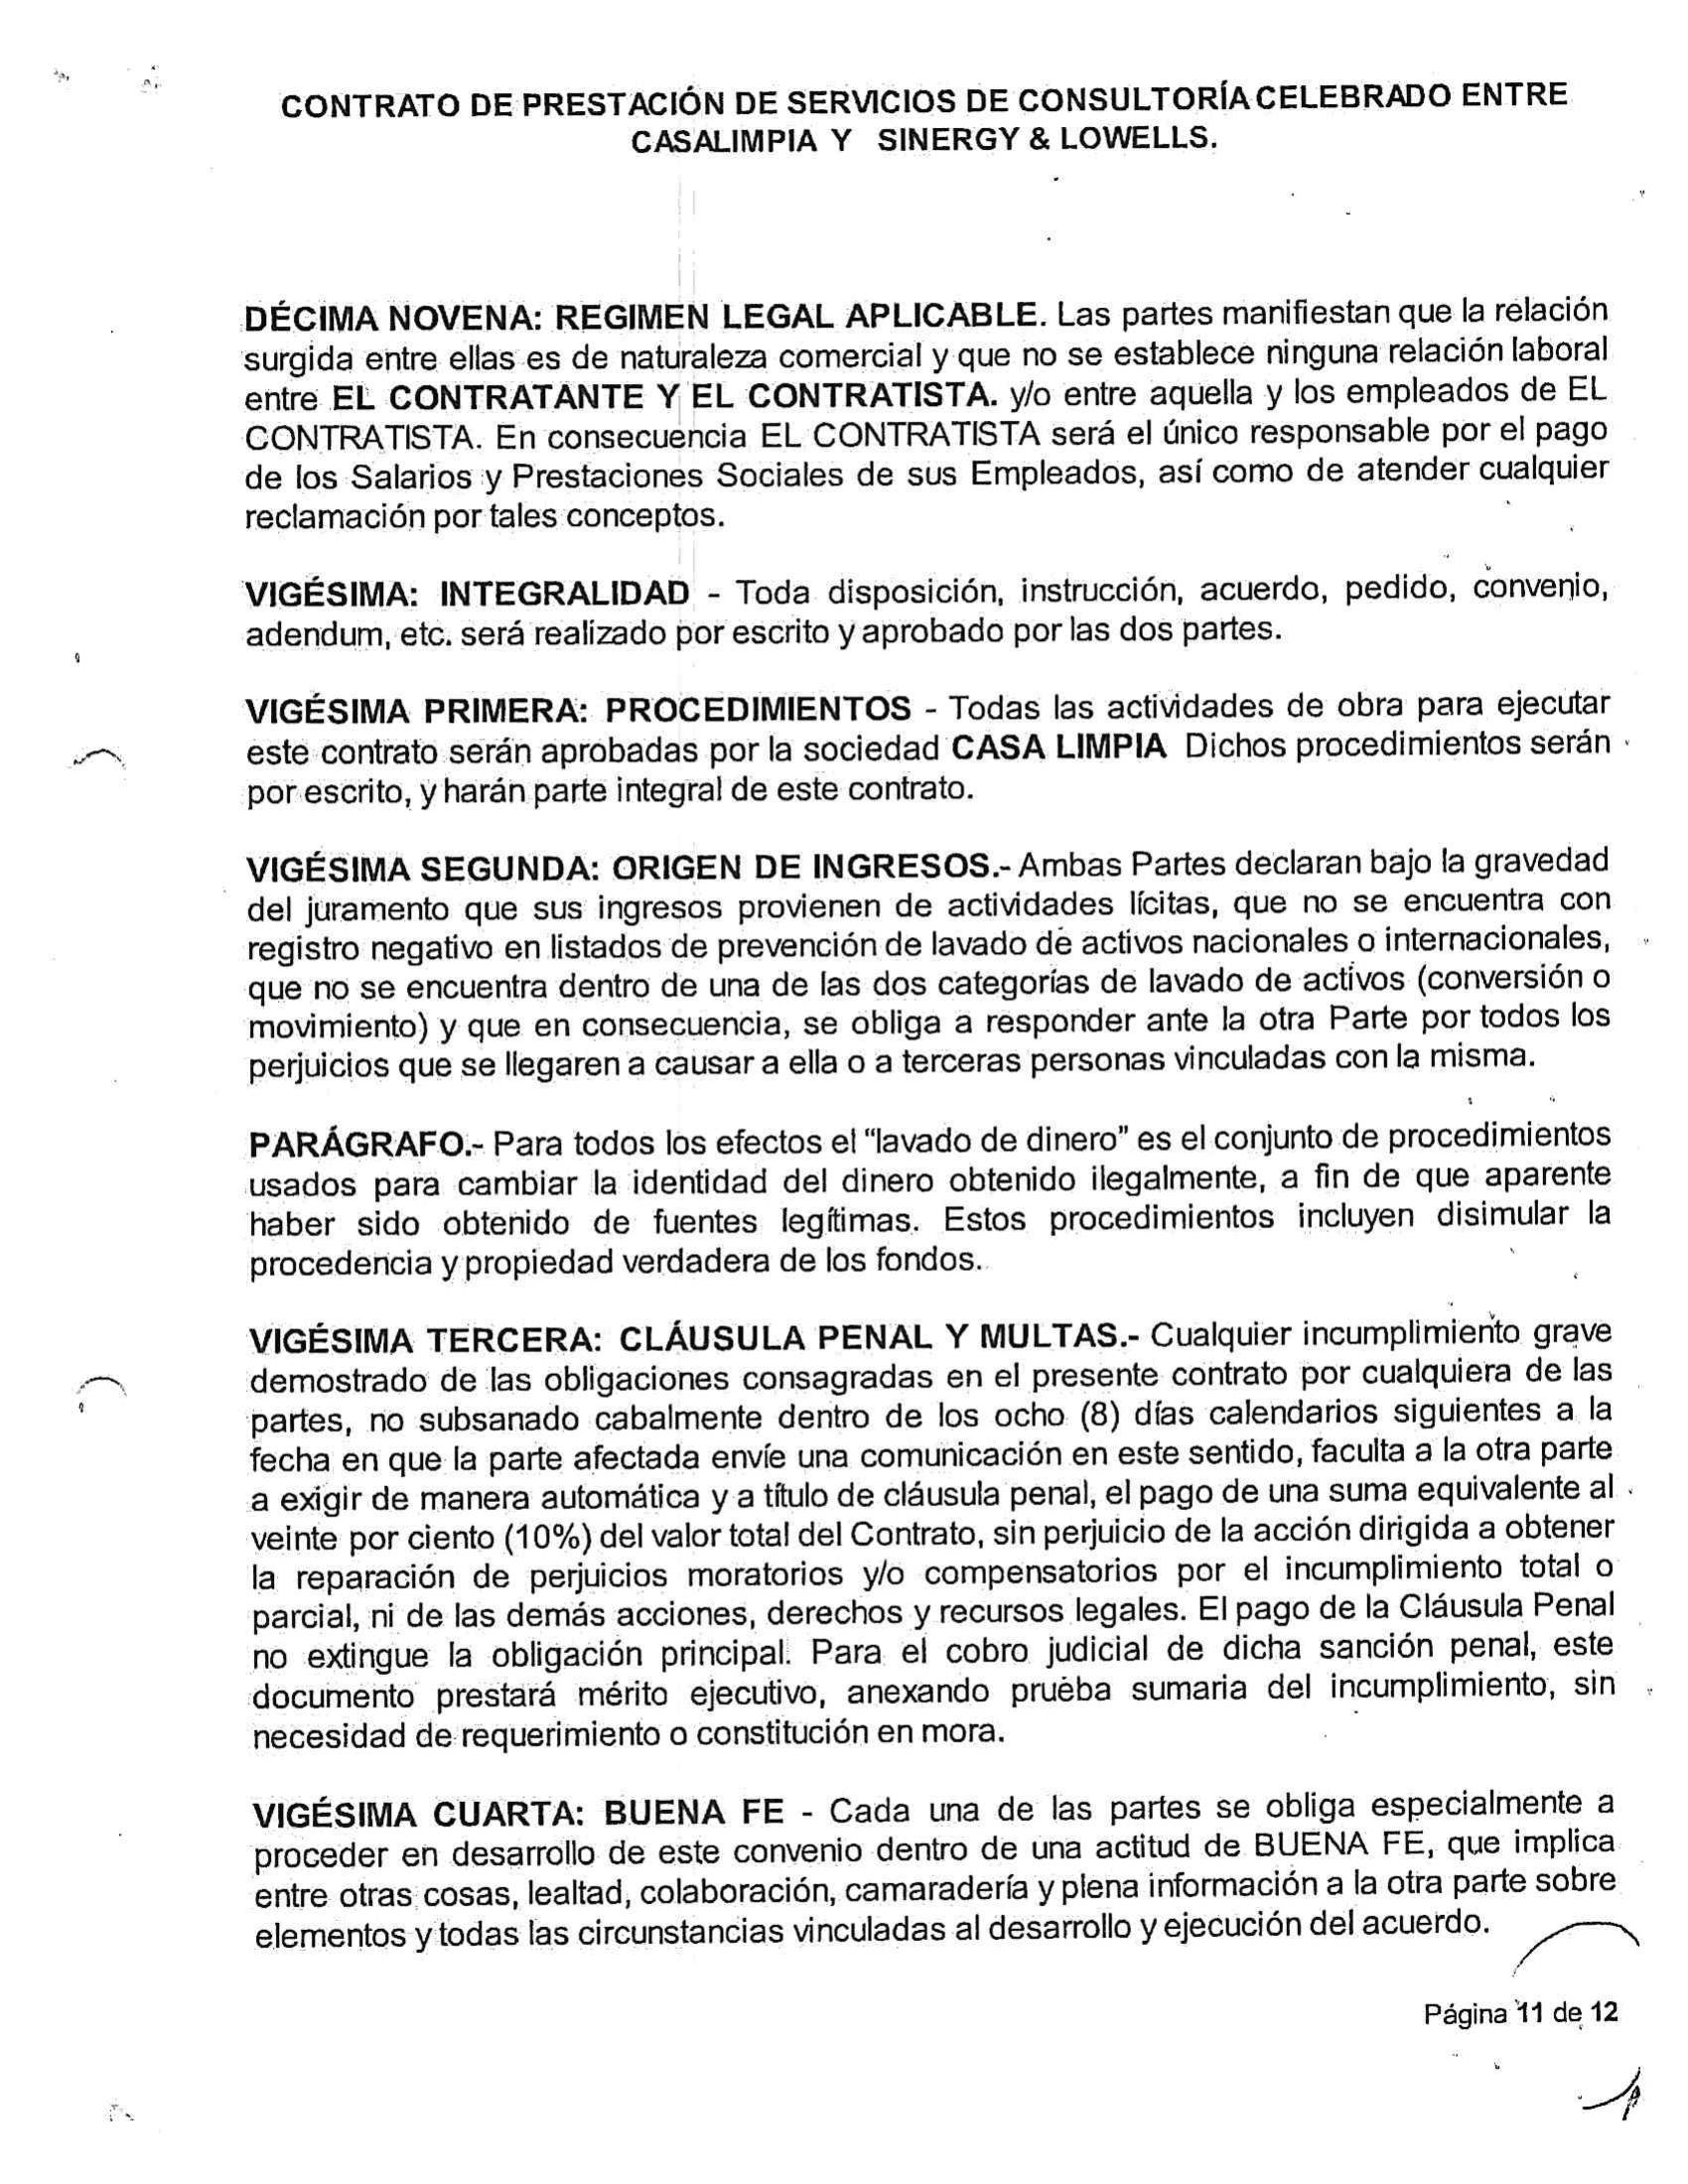 CONTRATO DE PRESTACIÓN DE SERVICIOS DE CONSULTORÍA CELEBRADO ENTRE
CASALIMPIA Y SINERGY & LOWELLS.
DÉCIMA NOVENA: REGIMEN LEGAL APLICABLE. Las partes manifiestan que la relación
surgida entre ellas es de naturaleza comercial y que no se establece ninguna relación laboral
entre EL CONTRATANTE Y EL CONTRATISTA. y/o entre aquella y los empleados de EL
CONTRATISTA. En consecuencia EL CONTRATISTA será el único responsable por el pago
de los Salarios y Prestaciones Sociales de sus Empleados, así como de atender cualquier
reclamación por tales conceptos.
VIGÉSIMA: INTEGRALIDAD - Toda disposición, instrucción, acuerdo, pedido, convenio,
adendum, etc. será realizado por escrito y aprobado por las dos partes.
VIGÉSIMA PRIMERA: PROCEDIMIENTOS - Todas las actividades de obra para ejecutar
este contrato serán aprobadas por la sociedad CASA LIMPIA Dichos procedimientos serán
por escrito, y harán parte integral de este contrato.
VIGÉSIMA SEGUNDA: ORIGEN DE INGRESOS.- Ambas Partes declaran bajo la gravedad
del juramento que sus ingresos provienen de actividades lícitas, que no se encuentra con
registro negativo en listados de prevención de lavado de activos nacionales o internacionales,
que no se encuentra dentro de una de las dos categorías de lavado de activos (conversión o
movimiento) y que en consecuencia, se obliga a responder ante la otra Parte por todos los
perjuicios que se llegaren a causar a ella o a terceras personas vinculadas con la misma.
PARÁGRAFO.- Para todos los efectos el "lavado de dinero" es el conjunto de procedimientos
usados para cambiar la identidad del dinero obtenido ilegalmente, a fin de que aparente
haber sido obtenido de fuentes legítimas. Estos procedimientos incluyen disimular la
procedencia y propiedad verdadera de los fondos.
VIGÉSIMA TERCERA: CLÁUSULA PENAL Y MULTAS.- Cualquier incumplimiento grave
demostrado de las obligaciones consagradas en el presente contrato por cualquiera de las
partes, no subsanado cabalmente dentro de los ocho (8) días calendarios siguientes a la
fecha en que la parte afectada envíe una comunicación en este sentido, faculta a la otra parte
a exigir de manera automática y a título de cláusula penal, el pago de una suma equivalente al
veinte por ciento (10%) del valor total del Contrato, sin perjuicio de la acción dirigida a obtener
la reparación de perjuicios moratorios y/o compensatorios por el incumplimiento total o
parcial, ni de las demás acciones, derechos y recursos legales. El pago de la Cláusula Penal
no extingue la obligación principal. Para el cobro judicial de dicha sanción penal, este
documento prestará mérito ejecutivo, anexando prueba sumaria del incumplimiento, sin
necesidad de requerimiento o constitución en mora.
VIGÉSIMA CUARTA: BUENA FE - Cada una de las partes se obliga especialmente a
proceder en desarrollo de este convenio dentro de una actitud de BUENA FE, que implica
entre otras cosas, lealtad, colaboración, camaradería y plena información a la otra parte sobre
elementos y todas las circunstancias vinculadas al desarrollo y ejecución del acuerdo.
Página 11 de 12